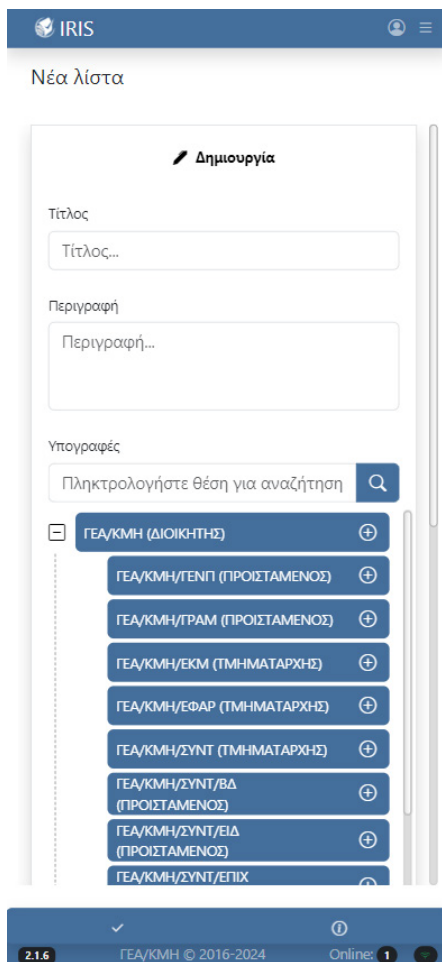 IRIS
Νέα λίστα
Δημιουργία
Τίτλος
Τίτλος...
Περιγραφή
Περιγραφή...
Υπογραφές
Πληκτρολογήστε θέση για αναζήτηση
ΓΕΑ/ΚΜΗ (ΔΙΟΙΚΗΤΗΣ)
ΓΕΑ/ΚΜΗ/ΓΕΝΠ (ΠΡΟΙΣΤΑΜΕΝΟΣ)
ΓΕΑ/ΚΜΗ/ΓΡΑΜ (ΠΡΟΙΣΤΑΜΕΝΟΣ)
ΓΕΑ/ΚΜΗ/ΕΚΜ (ΤΜΗΜΑΤΑΡΧΗΣ)
ΓΕΑ/ΚΜΗ/ΕΦΑΡ (ΤΜΗΜΑΤΑΡΧΗΣ)
ΓΕΑ/ΚΜΗ/ΣΥΝΤ (ΤΜΗΜΑΤΑΡΧΗΣ)
ΓΕΑ/ΚΜΗ/ΣΥΝΤ/ΒΔ
(ΠΡΟΙΣΤΑΜΕΝΟΣ)
ΓΕΑ/ΚΜΗ/ΣΥΝΤ/ΕΙΔ
(ΠΡΟΙΣΤΑΜΕΝΟΣ)
ΓΕΑ/ΚΜΗ/ΣΥΝΤ/ΕΠΙΧ
2.1.6 ΓΕΑ/ΚΜΗ © 2016-2024 Online: 1